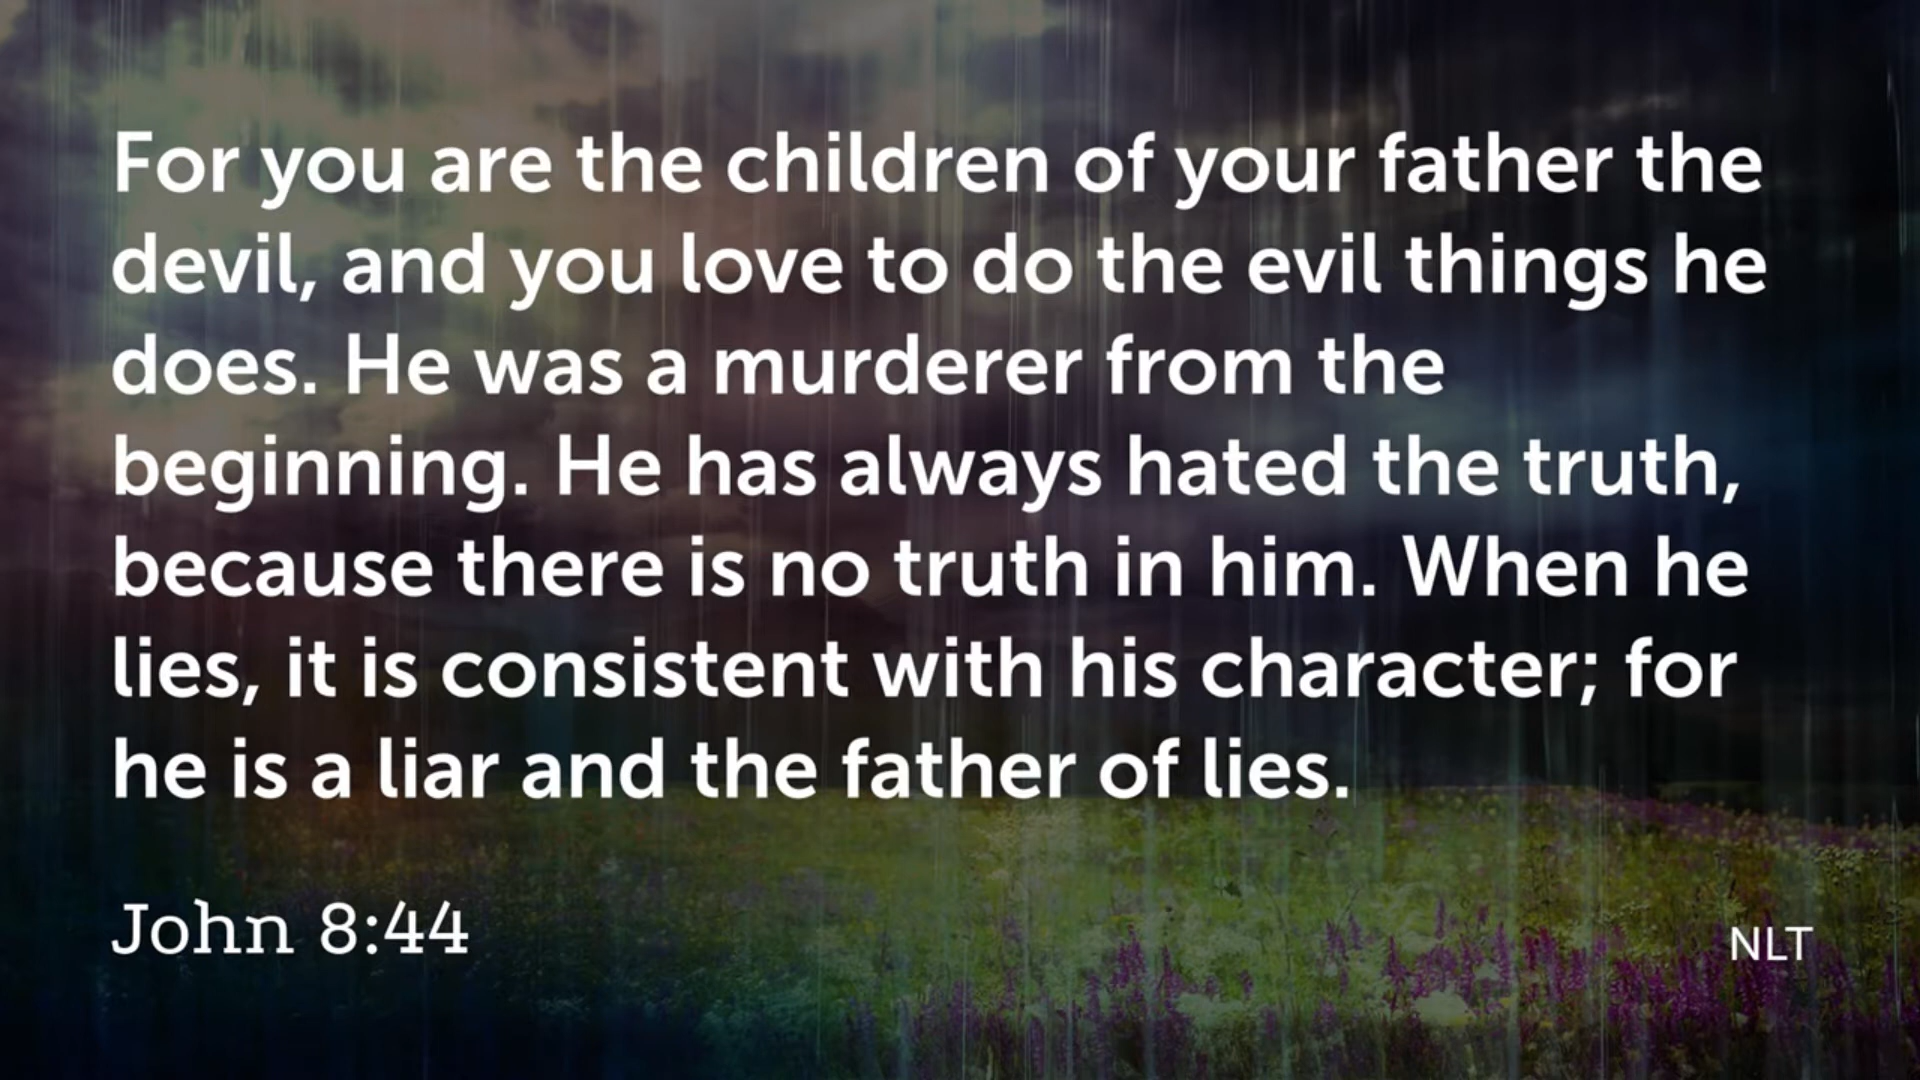 For you are the children of your father the
devil, and you love to do the evil things he
does. He was a murderer from the
beginning. He has always hated the truth,
because there is no truth in him. When he
lies, it is consistent with his character; for
he is a liar and the father of lies.
John 8:44
NLT